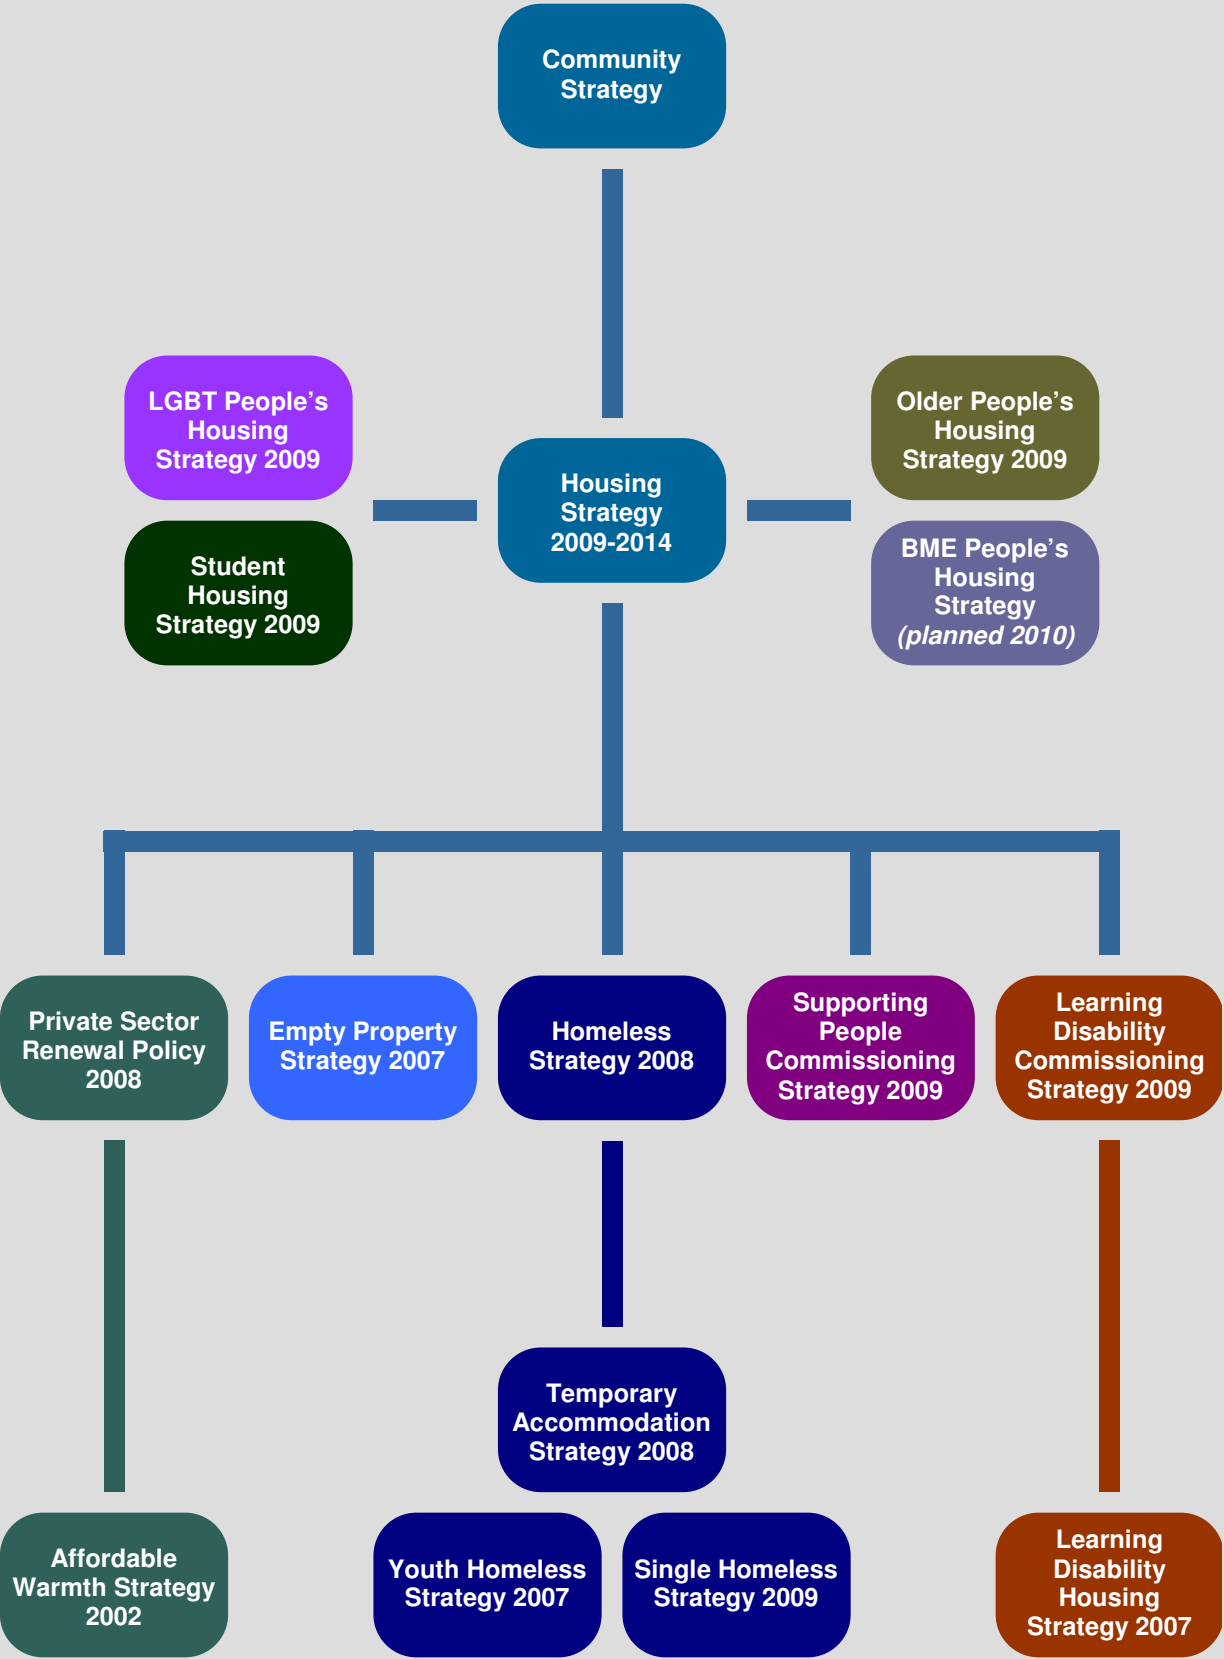 Community
Strategy
LGBT People’s
Housing
Strategy 2009
Older People’s
Housing
Strategy 2009
Housing
Strategy
2009-2014
Student
Housing
Strategy 2009
BME People’s
Housing
Strategy
(planned 2010)
Private Sector
Renewal Policy
2008
Empty Property
Strategy 2007
Homeless
Strategy 2008
Supporting
People
Commissioning
Strategy 2009
Learning
Disability
Commissioning
Strategy 2009
Temporary
Accommodation
Strategy 2008
Affordable
Warmth Strategy
2002
Youth Homeless
Strategy 2007
Single Homeless
Strategy 2009
Learning
Disability
Housing
Strategy 2007